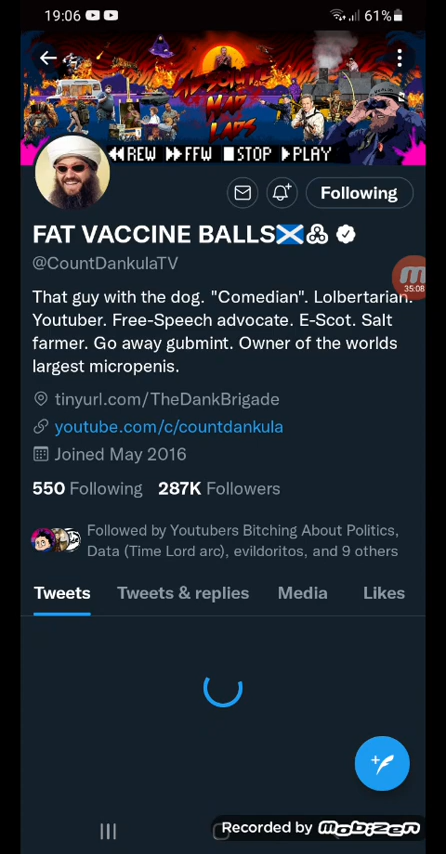 19:06
61%
ABSOLUTE
MAD
LADS
REW FFW STOP PLAY
Following
FAT VACCINE BALLS
@CountDankulaTV
35:08
That guy with the dog. "Comedian". Lolbertarian.
Youtuber. Free-Speech advocate. E-Scot. Salt
farmer. Go away gubmint. Owner of the worlds
largest micropenis.
tinyurl.com/TheDankBrigade
youtube.com/c/countdankula
Joined May 2016
550 Following 287K Followers
Followed by Youtubers Bitching About Politics,
Data (Time Lord arc), evildoritos, and 9 others
Tweets Tweets & replies Media Likes
Recorded by mobizen